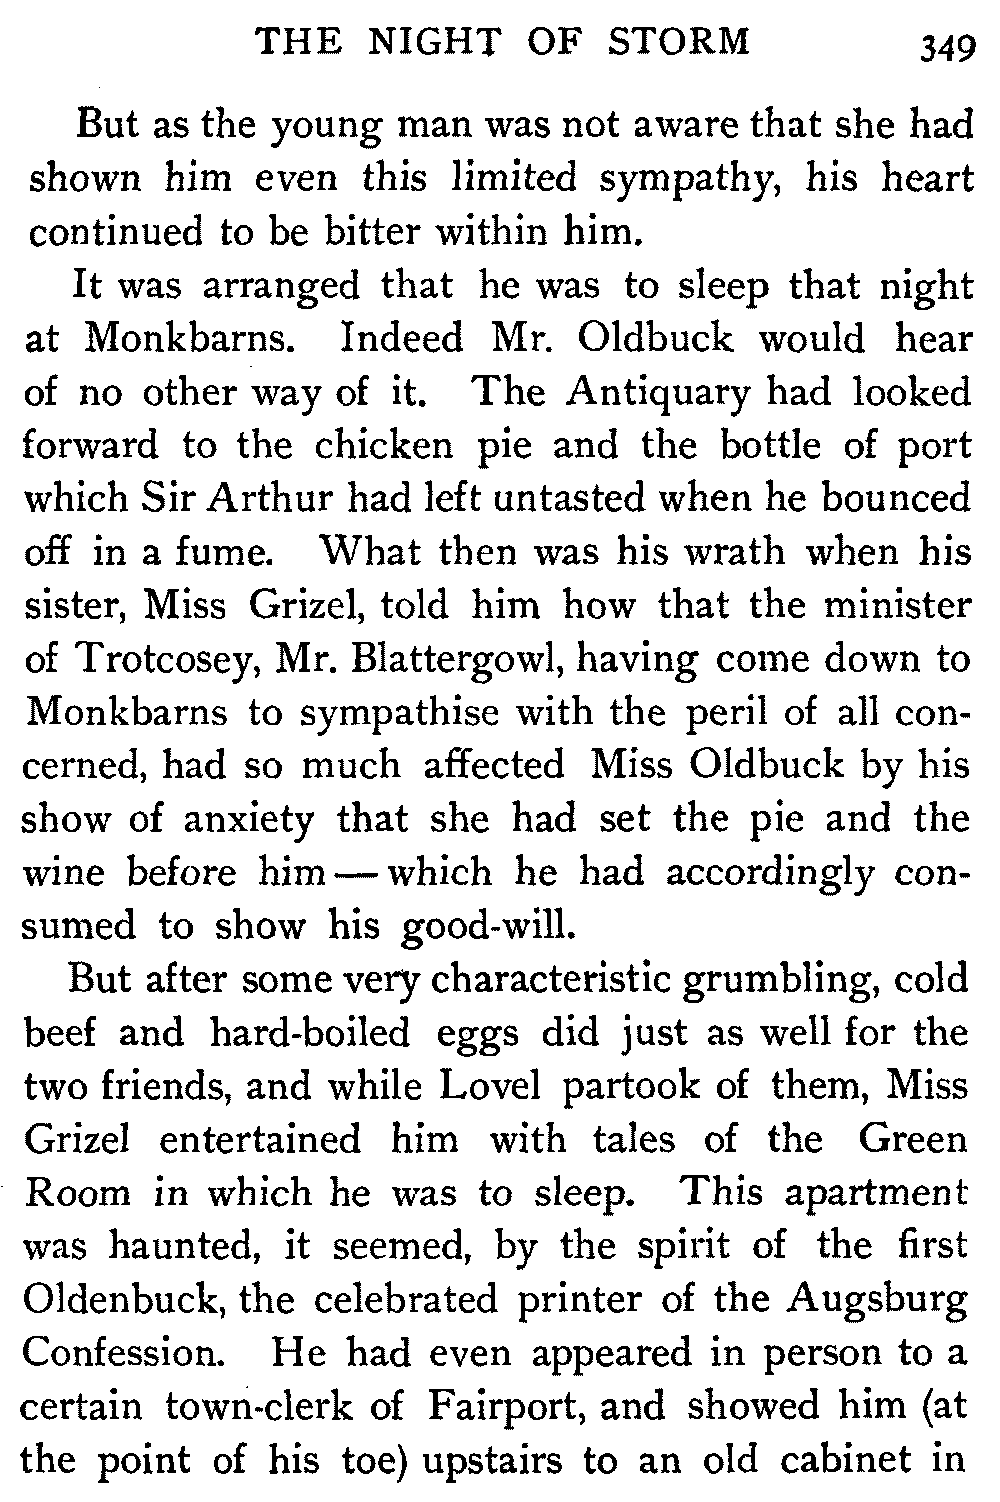 THE NIGHT OF STORM 349
But as the young man was not aware that she had
shown him even this limited sympathy, his heart
continued to be bitter within him.
It was arranged that he was to sleep that night
at Monkbarns. Indeed Mr. Oldbuck would hear
of no other way of it. The Antiquary had looked
forward to the chicken pie and the bottle of port
which Sir Arthur had left untasted when he bounced
off in a fume. What then was his wrath when his
sister, Miss Grizel, told him how that the minister
of Trotcosey, Mr. Blattergowl, having come down to
Monkbarns to sympathise with the peril of all con-
cerned, had so much affected Miss Oldbuck by his
show of anxiety that she had set the pie and the
wine before him — which he had accordingly con-
sumed to show his good-will.
But after some very characteristic grumbling, cold
beef and hard-boiled eggs did just as well for the
two friends, and while Lovel partook of them, Miss
Grizel entertained him with tales of the Green
Room in which he was to sleep. This apartment
was haunted, it seemed, by the spirit of the first
Oldenbuck, the celebrated printer of the Augsburg
Confession. He had even appeared in person to a
certain town-clerk of Fairport, and showed him (at
the point of his toe) upstairs to an old cabinet in